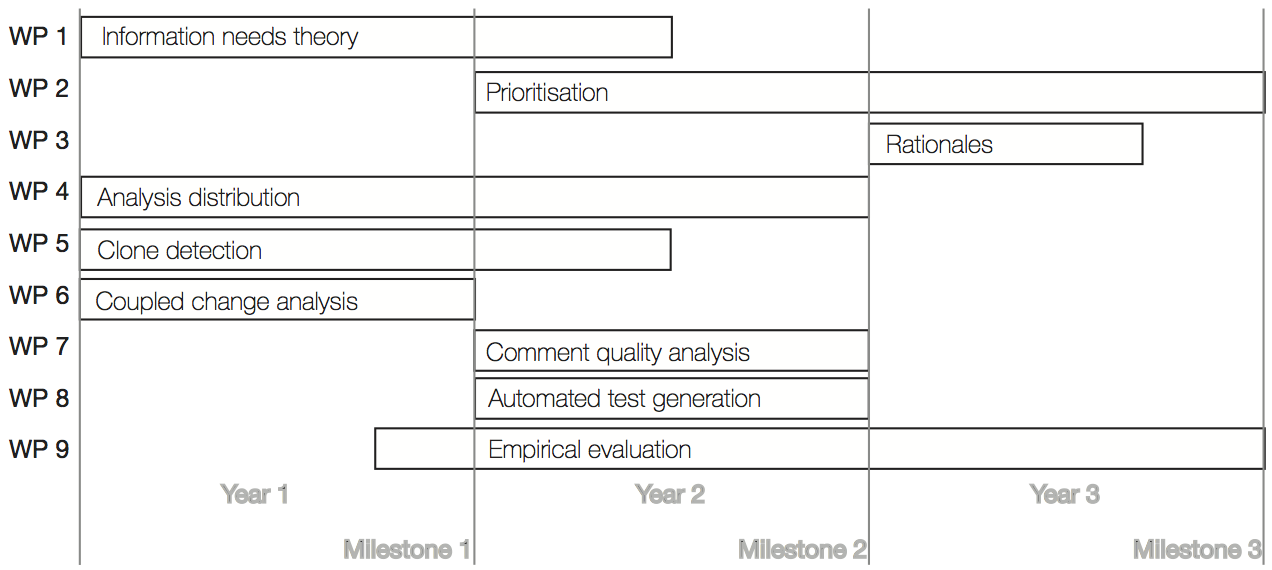 WP 1 Information needs theory
WP 2 Prioritisation
WP 3 Rationales
WP 4 Analysis distribution
WP 5 Clone detection
WP 6 Coupled change analysis
WP 7 Comment quality analysis
WP 8 Automated test generation
WP 9 Empirical evaluation
Year 1 Year 2 Year 3
Milestone 1 Milestone 2 Milestone 3